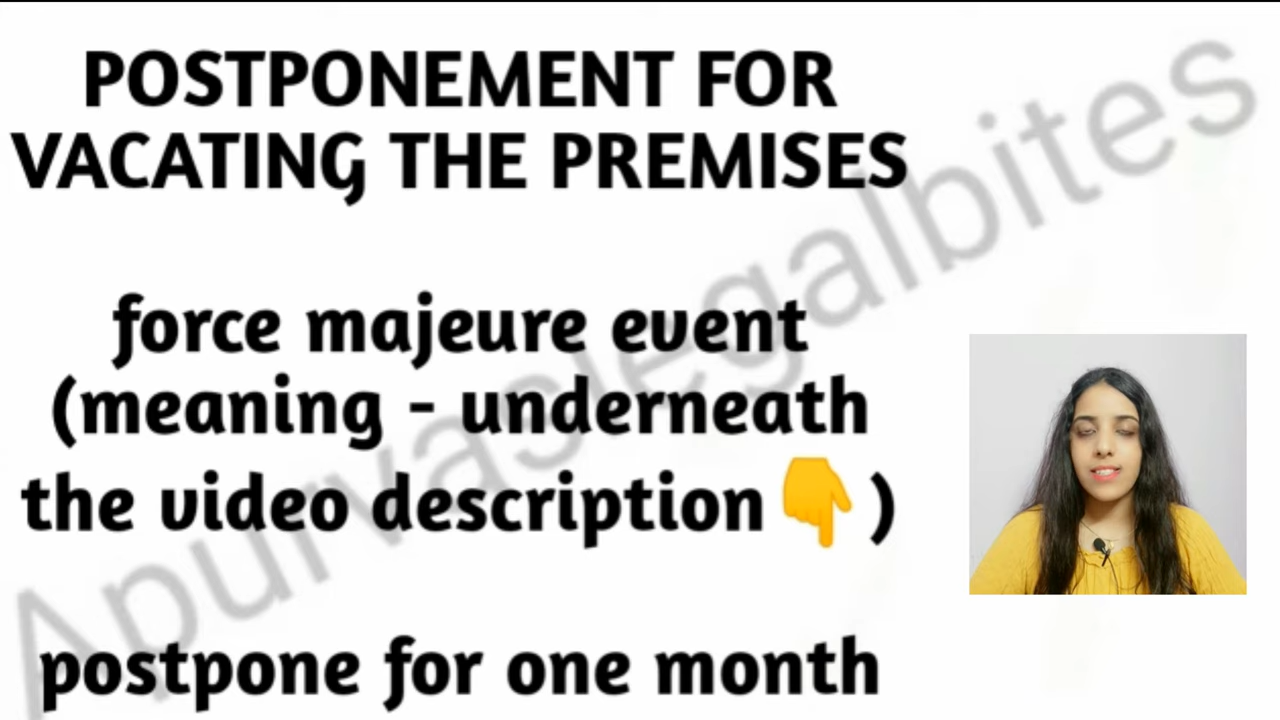 POSTPONEMENT FOR
VACATING THE PREMISES
force majeure event
(meaning - underneath
the video description👇)
postpone for one month
Apurvaslegalbites